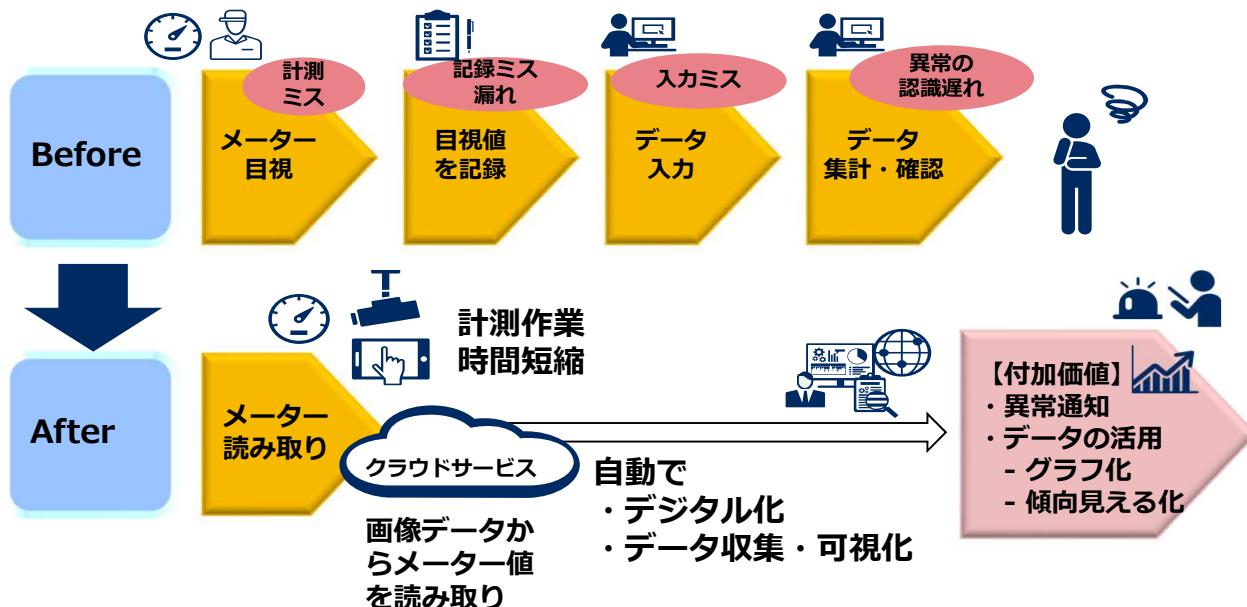 計測
ミス
記録ミス
漏れ
入力ミス
異常の
認識遅れ
Before
メーター
目視
目視値
を記録
データ
入力
データ
集計・確認
計測作業
時間短縮
After
メーター
読み取り
クラウドサービス
画像データか
らメーター値
を読み取り
自動で
・デジタル化
・データ収集・可視化
【付加価値】
・異常通知
・データの活用
- グラフ化
- 傾向見える化